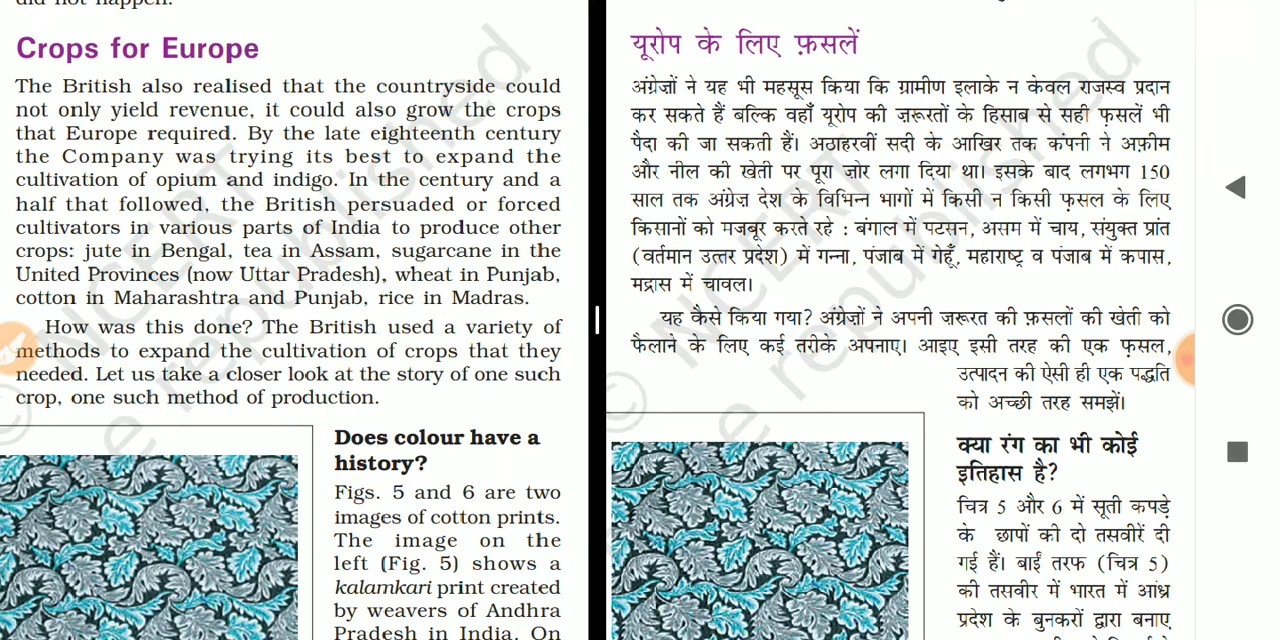 did not happen.
Crops for Europe
The British also realised that the countryside could
not only yield revenue, it could also grow the crops
that Europe required. By the late eighteenth century
the Company was trying its best to expand the
cultivation of opium and indigo. In the century and a
half that followed, the British persuaded or forced
cultivators in various parts of India to produce other
crops: jute in Bengal, tea in Assam, sugarcane in the
United Provinces (now Uttar Pradesh), wheat in Punjab,
cotton in Maharashtra and Punjab, rice in Madras.
How was this done? The British used a variety of
methods to expand the cultivation of crops that they
needed. Let us take a closer look at the story of one such
crop, one such method of production.
Does colour have a
history?
Figs. 5 and 6 are two
images of cotton prints.
The image on the
left (Fig. 5) shows a
kalamkari print created
by weavers of Andhra
Pradesh in India. On
© NCERT
e republished
यूरोप के लिए फ़सलें
अंग्रेज़ों ने यह भी महसूस किया कि ग्रामीण इलाके न केवल राजस्व प्रदान
कर सकते हैं बल्कि वहाँ यूरोप की ज़रूरतों के हिसाब से सही फ़सलें भी
पैदा की जा सकती हैं। अठाहरवीं सदी के आखिर तक कंपनी ने अफ़ीम
और नील की खेती पर पूरा ज़ोर लगा दिया था। इसके बाद लगभग 150
साल तक अंग्रेज़ देश के विभिन्न भागों में किसी न किसी फ़सल के लिए
किसानों को मजबूर करते रहे : बंगाल में पटसन, असम में चाय, संयुक्त प्रांत
(वर्तमान उत्तर प्रदेश) में गन्ना, पंजाब में गेहूँ, महाराष्ट्र व पंजाब में कपास,
मद्रास में चावल।
यह कैसे किया गया? अंग्रेज़ों ने अपनी ज़रूरत की फ़सलों की खेती को
फैलाने के लिए कई तरीके अपनाए। आइए इसी तरह की एक फ़सल,
उत्पादन की ऐसी ही एक पद्धति
को अच्छी तरह समझें।
क्या रंग का भी कोई
इतिहास है?
चित्र 5 और 6 में सूती कपड़े
के छापों की दो तसवीरें दी
गई हैं। बाईं तरफ (चित्र 5)
की तसवीर में भारत में आंध्र
प्रदेश के बुनकरों द्वारा बनाए
© NCERT
e republished